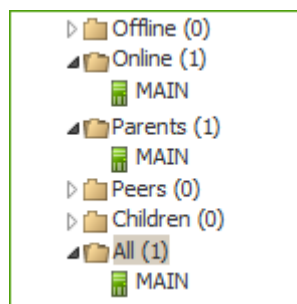 Offline (0)
Online (1)
MAIN
Parents (1)
MAIN
Peers (0)
Children (0)
All (1)
MAIN